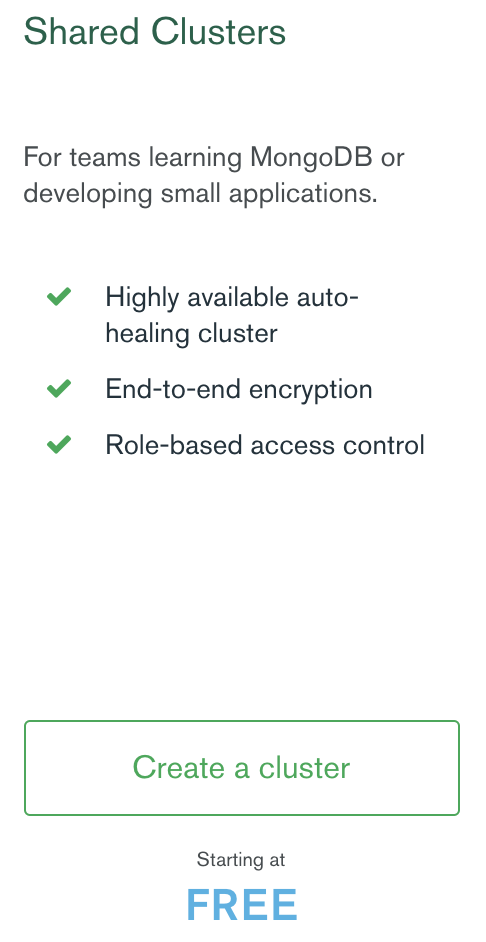 Shared Clusters
For teams learning MongoDB or
developing small applications.
Highly available auto-
healing cluster
End-to-end encryption
Role-based access control
Create a cluster
Starting at
FREE